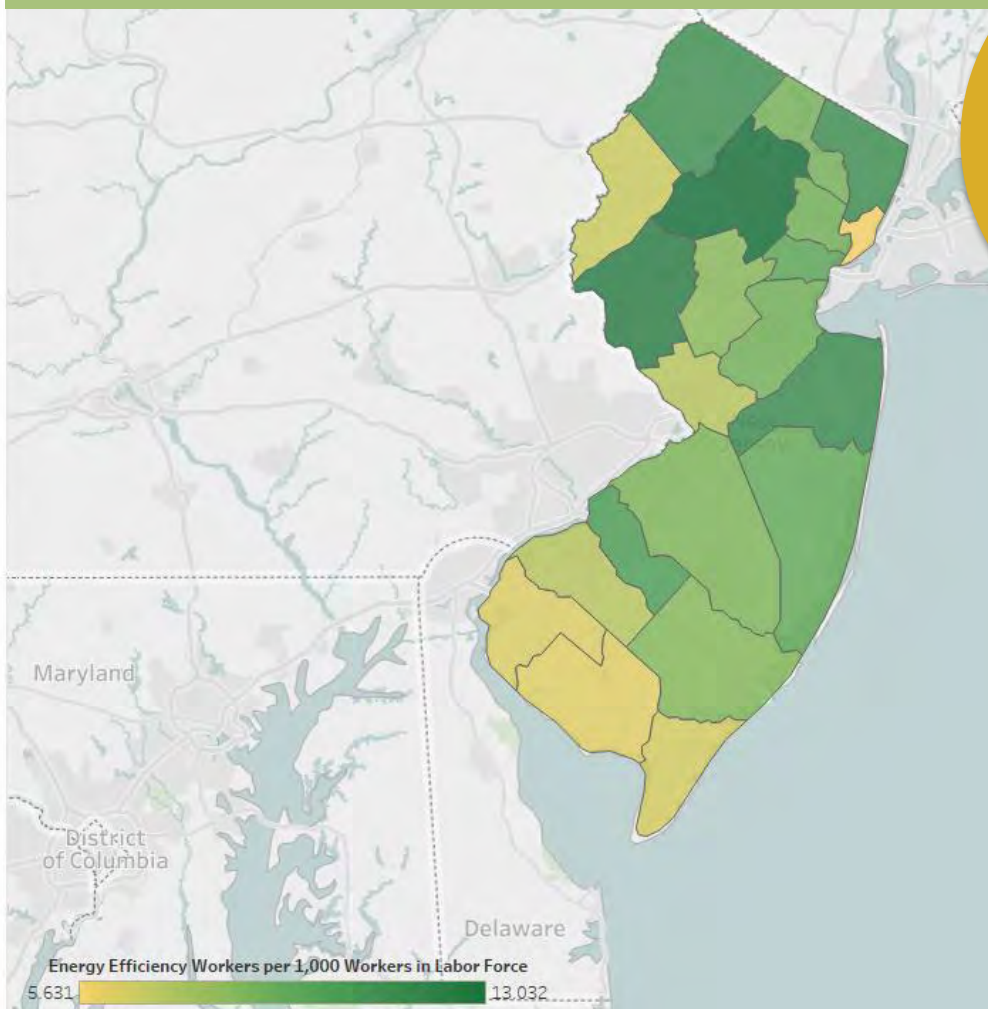 Maryland
District
of Columbia
Delaware
Energy Efficiency Workers per 1,000 Workers in Labor Force
5.631 13.032